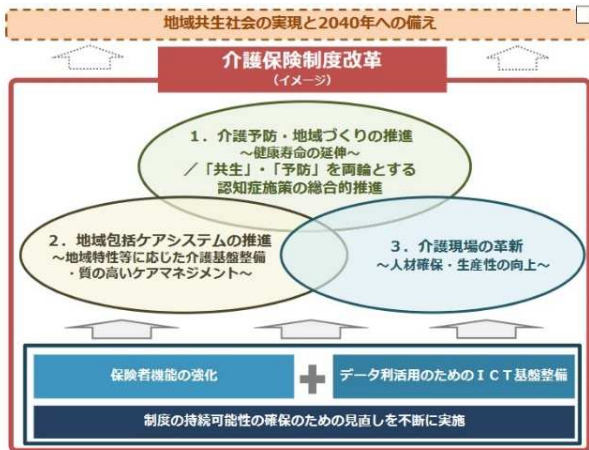 地域共生社会の実現と2040年への備え
介護保険制度改革
（イメージ）
１．介護予防・地域づくりの推進
～健康寿命の延伸～
／「共生」・「予防」を両論とする
認知症施策の総合的推進
２．地域包括ケアシステムの推進
～地域特性等に応じた介護基盤整備
・質の高いケアマネジメント～
３．介護現場の革新
～人材確保・生産性の向上～
保険者機能の強化
データ利活用のためのＩＣＴ基盤整備
制度の持続可能性の確保のための見直しを不断に実施